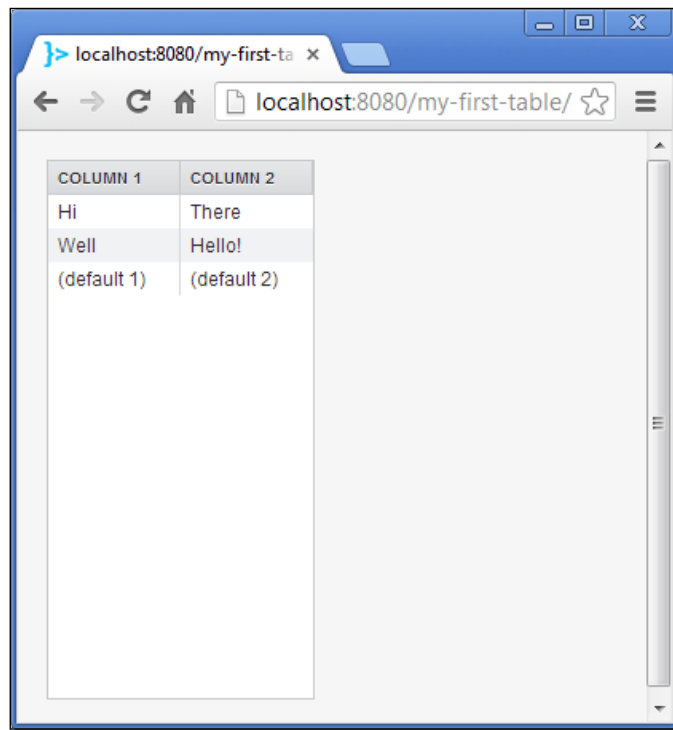 }> localhost:8080/my-first-ta
localhost:8080/my-first-table/
COLUMN 1 COLUMN 2
Hi There
Well Hello!
(default 1) (default 2)